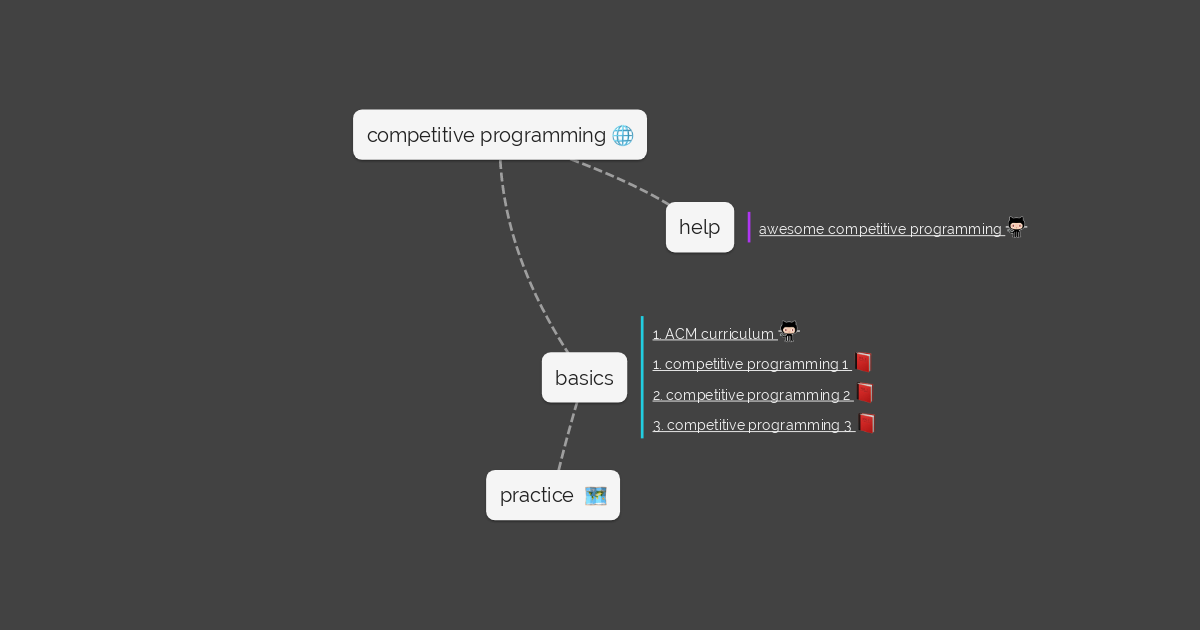 competitive programming
help
awesome competitive programming
1. ACM curriculum
1. competitive programming 1
basics
2. competitive programming 2
3. competitive programming 3
practice